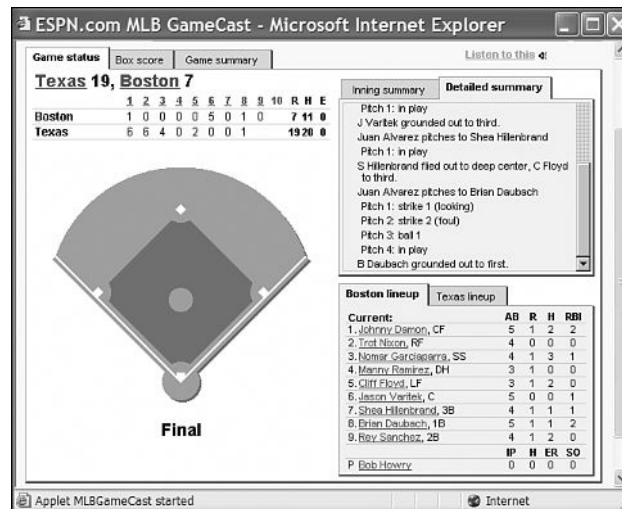 ESPN.com MLB GameCast - Microsoft Internet Explorer
Game status Box score Game summary
Listen to this
Texas 19, Boston 7
1 2 3 4 5 6 7 8 9 10 R H E
Boston 1 0 0 0 0 5 0 1 0 7 11 0
Texas 6 6 4 0 2 0 0 1 19 20 0
Final
Inning summary Detailed summary
Pitch 1: in play
J Varitek grounded out to third.
Juan Alvarez pitches to Shea Hillenbrand
Pitch 1: in play
S Hillenbrand flied out to deep center, C Floyd
to third.
Juan Alvarez pitches to Brian Daubach
Pitch 1: strike 1 (looking)
Pitch 2: strike 2 (foul)
Pitch 3: ball 1
Pitch 4: in play
B Daubach grounded out to first.
Boston lineup Texas lineup
Current: AB R H RBI
1. Johnny Damon, CF 5 1 2 2
2. Trot Nixon, RF 4 0 0 0
3. Nomar Garciaparra, SS 4 1 3 1
4. Manny Ramirez, DH 3 1 0 0
5. Cliff Floyd, LF 3 1 2 0
6. Jason Varitek, C 5 0 0 1
7. Shea Hillenbrand, 3B 4 1 1 1
8. Brian Daubach, 1B 5 1 1 2
9. Rey Sanchez, 2B 4 1 2 0
IP H ER SO
P Bob Howry 0 0 0 0
Applet MLBGameCast started
Internet